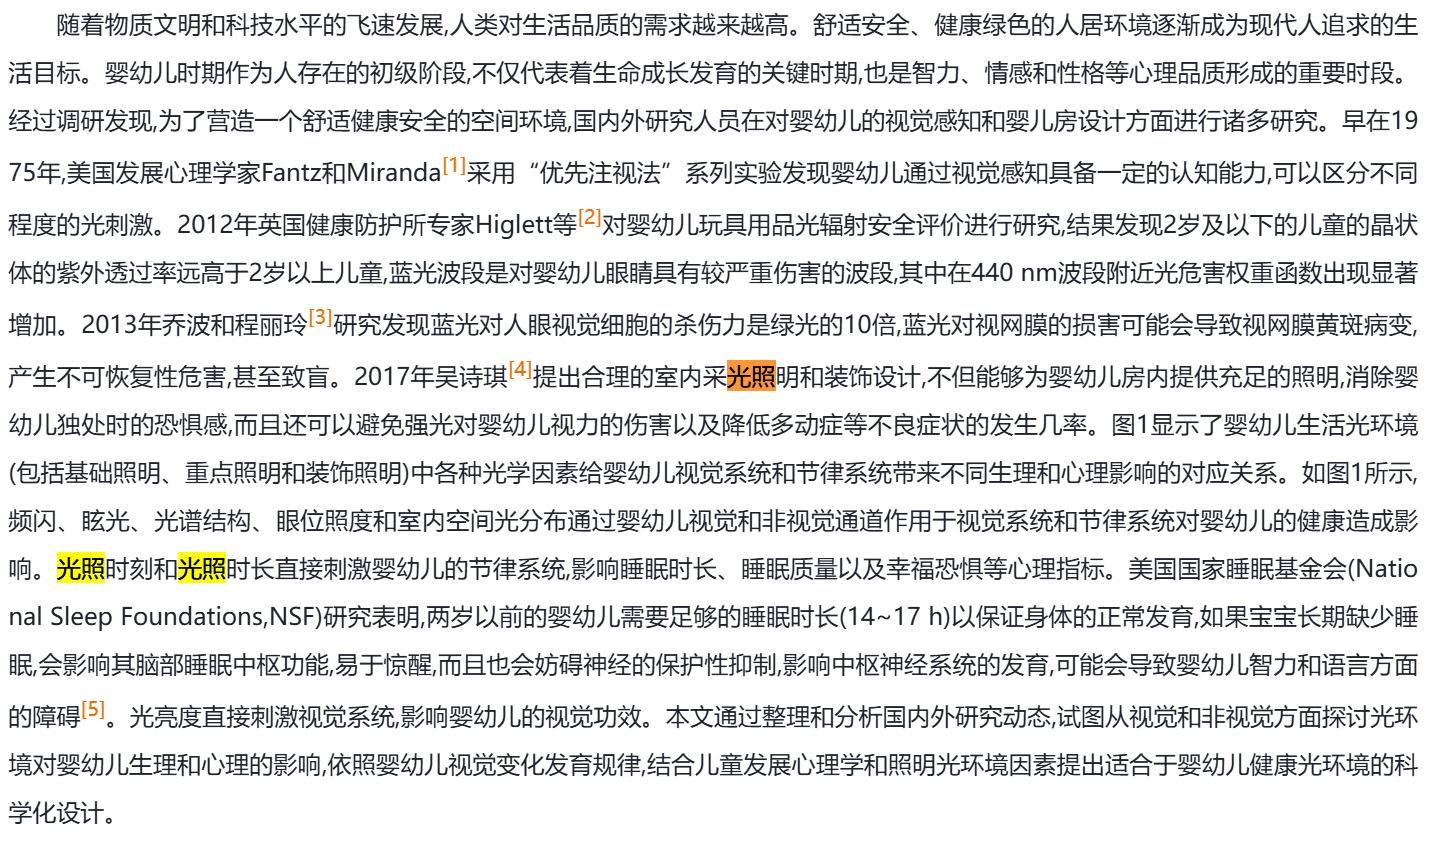 随着物质文明和科技水平的飞速发展,人类对生活品质的需求越来越高。舒适安全、健康绿色的人居环境逐渐成为现代人追求的生
活目标。婴幼儿时期作为人存在的初级阶段,不仅代表着生命成长发育的关键时期,也是智力、情感和性格等心理品质形成的重要时段。
经过调研发现,为了营造一个舒适健康安全的空间环境,国内外研究人员在对婴幼儿的视觉感知和婴儿房设计方面进行诸多研究。早在19
75年,美国发展心理学家Fantz和Miranda[1]采用“优先注视法”系列实验发现婴幼儿通过视觉感知具备一定的认知能力,可以区分不同
程度的光刺激。2012年英国健康防护所专家Higlett等[2]对婴幼儿玩具用品光辐射安全评价进行研究,结果发现2岁及以下的儿童的晶状
体的紫外透过率远高于2岁以上儿童,蓝光波段是对婴幼儿眼睛具有较严重伤害的波段,其中在440 nm波段附近光危害权重函数出现显著
增加。2013年乔波和程丽玲[3]研究发现蓝光对人眼视觉细胞的杀伤力是绿光的10倍,蓝光对视网膜的损害可能会导致视网膜黄斑病变,
产生不可恢复性危害,甚至致盲。2017年吴诗琪[4]提出合理的室内采光照明和装饰设计,不但能够为婴幼儿房内提供充足的照明,消除婴
幼儿独处时的恐惧感,而且还可以避免强光对婴幼儿视力的伤害以及降低多动症等不良症状的发生几率。图1显示了婴幼儿生活光环境
(包括基础照明、重点照明和装饰照明)中各种光学因素给婴幼儿视觉系统和节律系统带来不同生理和心理影响的对应关系。如图1所示,
频闪、眩光、光谱结构、眼位照度和室内空间光分布通过婴幼儿视觉和非视觉通道作用于视觉系统和节律系统对婴幼儿的健康造成影
响。光照时刻和光照时长直接刺激婴幼儿的节律系统,影响睡眠时长、睡眠质量以及幸福恐惧等心理指标。美国国家睡眠基金会(Natio
nal Sleep Foundations,NSF)研究表明,两岁以前的婴幼儿需要足够的睡眠时长(14~17 h)以保证身体的正常发育,如果宝宝长期缺少睡
眠,会影响其脑部睡眠中枢功能,易于惊醒,而且也会妨碍神经的保护性抑制,影响中枢神经系统的发育,可能会导致婴幼儿智力和语言方面
的障碍[5]。光亮度直接刺激视觉系统,影响婴幼儿的视觉功效。本文通过整理和分析国内外研究动态,试图从视觉和非视觉方面探讨光环
境对婴幼儿生理和心理的影响,依照婴幼儿视觉变化发育规律,结合儿童发展心理学和照明光环境因素提出适合于婴幼儿健康光环境的科
学化设计。